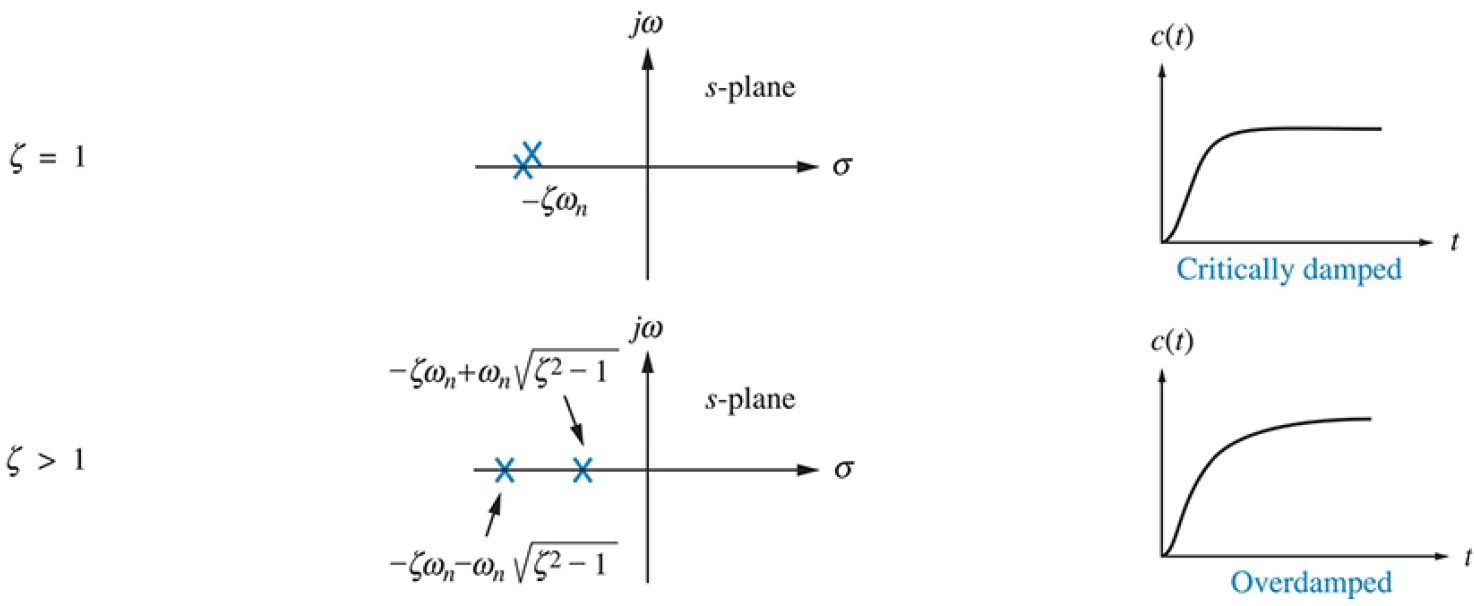 jω
c(t)
s-plane
ζ = 1
σ
−ζωₙ
t
Critically damped
jω
c(t)
−ζωₙ+ωₙ√ζ² − 1
s-plane
ζ > 1
σ
−ζωₙ−ωₙ√ζ² − 1
t
Overdamped